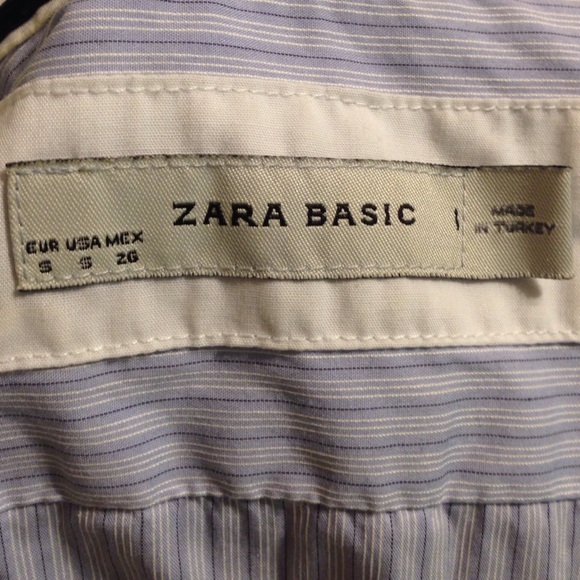 ZARA BASIC
EUR USA MEX
S S 26
MADE
IN TURKEY